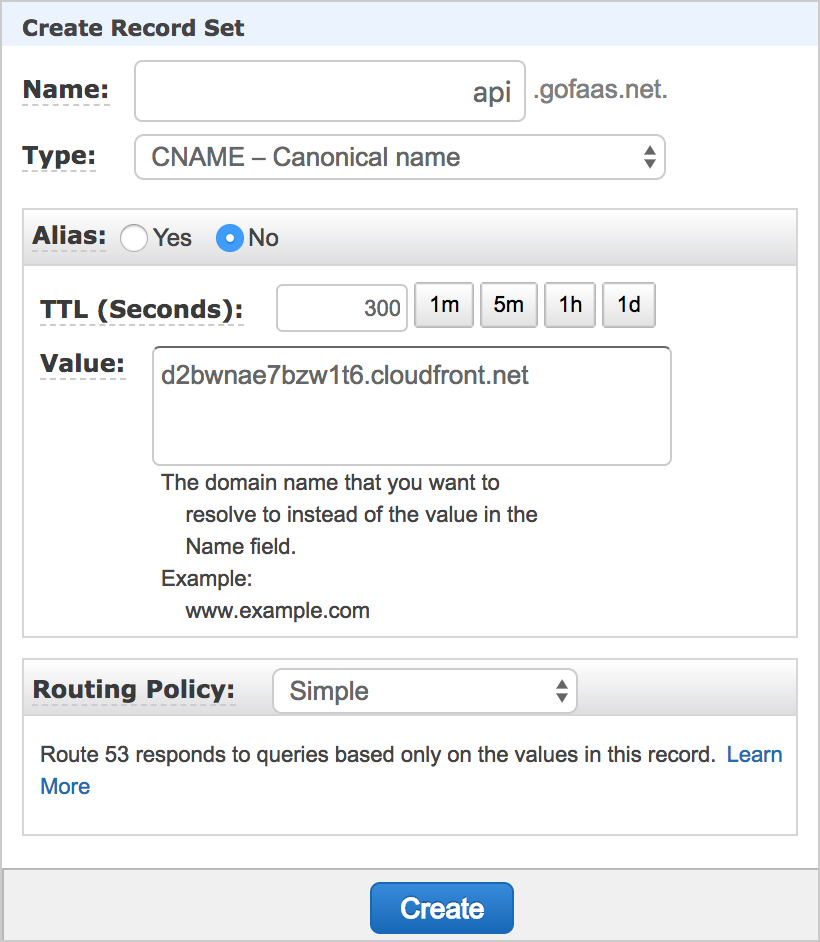 Create Record Set
Name: api .gofaas.net.
Type: CNAME – Canonical name
Alias: Yes No
TTL (Seconds): 300 1m 5m 1h 1d
Value: d2bwnae7bzw1t6.cloudfront.net
The domain name that you want to
resolve to instead of the value in the
Name field.
Example:
www.example.com
Routing Policy: Simple
Route 53 responds to queries based only on the values in this record. Learn
More
Create